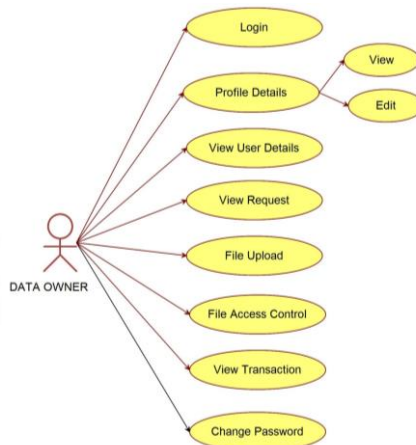 Login
View
Profile Details
Edit
View User Details
View Request
DATA OWNER
File Upload
File Access Control
View Transaction
Change Password